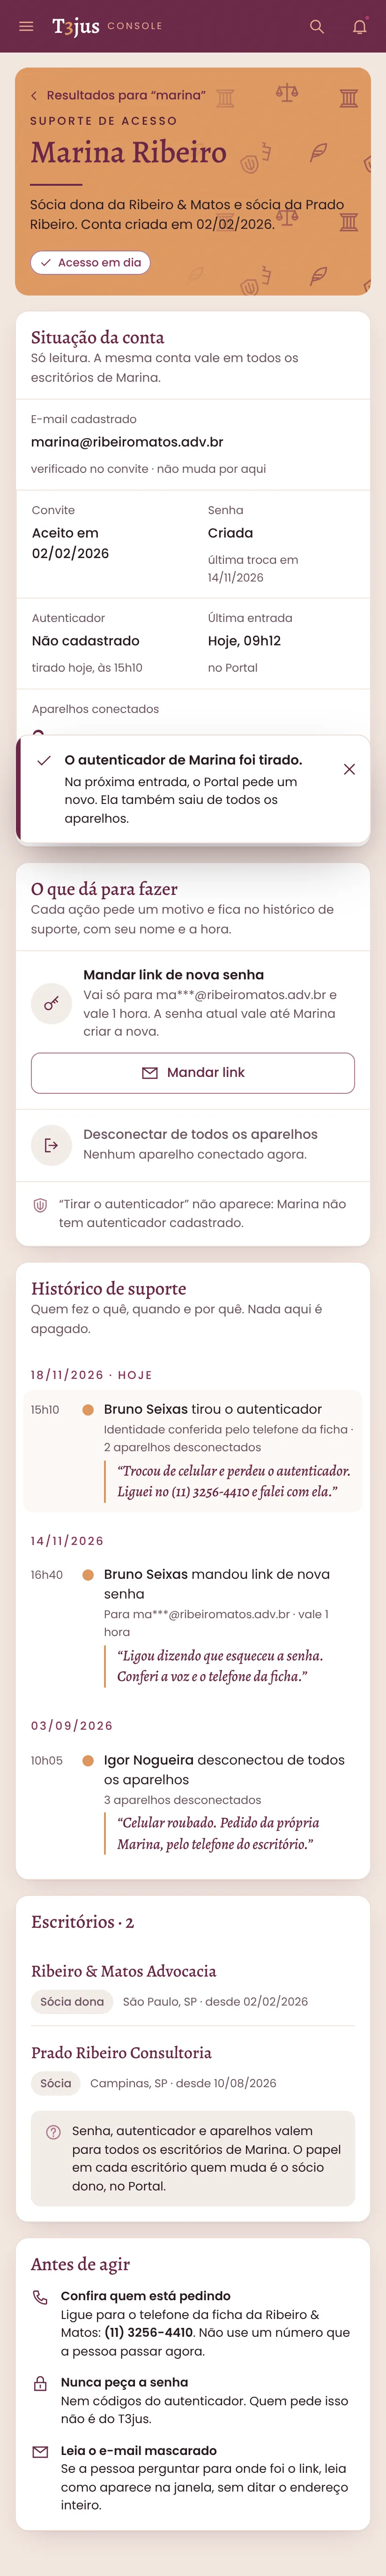 T3jus CONSOLE
Resultados para “marina”
SUPORTE DE ACESSO
Marina Ribeiro
Sócia dona da Ribeiro & Matos e sócia da Prado
Ribeiro. Conta criada em 02/02/2026.
Acesso em dia
Situação da conta
Só leitura. A mesma conta vale em todos os
escritórios de Marina.
E-mail cadastrado
marina@ribeiromatos.adv.br
verificado no convite · não muda por aqui
Convite
Aceito em
02/02/2026
Senha
Criada
última troca em
14/11/2026
Autenticador
Não cadastrado
tirado hoje, às 15h10
Última entrada
Hoje, 09h12
no Portal
Aparelhos conectados
O autenticador de Marina foi tirado.
Na próxima entrada, o Portal pede um
novo. Ela também saiu de todos os
aparelhos.
O que dá para fazer
Cada ação pede um motivo e fica no histórico de
suporte, com seu nome e a hora.
Mandar link de nova senha
Vai só para ma***@ribeiromatos.adv.br e
vale 1 hora. A senha atual vale até Marina
criar a nova.
Mandar link
Desconectar de todos os aparelhos
Nenhum aparelho conectado agora.
“Tirar o autenticador” não aparece: Marina não
tem autenticador cadastrado.
Histórico de suporte
Quem fez o quê, quando e por quê. Nada aqui é
apagado.
18/11/2026 · HOJE
15h10
Bruno Seixas tirou o autenticador
Identidade conferida pelo telefone da ficha ·
2 aparelhos desconectados
“Trocou de celular e perdeu o autenticador.
Liguei no (11) 3256-4410 e falei com ela.”
14/11/2026
16h40
Bruno Seixas mandou link de nova
senha
Para ma***@ribeiromatos.adv.br · vale 1
hora
“Ligou dizendo que esqueceu a senha.
Conferi a voz e o telefone da ficha.”
03/09/2026
10h05
Igor Nogueira desconectou de todos
os aparelhos
3 aparelhos desconectados
“Celular roubado. Pedido da própria
Marina, pelo telefone do escritório.”
Escritórios · 2
Ribeiro & Matos Advocacia
Sócia dona São Paulo, SP · desde 02/02/2026
Prado Ribeiro Consultoria
Sócia Campinas, SP · desde 10/08/2026
Senha, autenticador e aparelhos valem
para todos os escritórios de Marina. O papel
em cada escritório quem muda é o sócio
dono, no Portal.
Antes de agir
Confira quem está pedindo
Ligue para o telefone da ficha da Ribeiro &
Matos: (11) 3256-4410. Não use um número que
a pessoa passar agora.
Nunca peça a senha
Nem códigos do autenticador. Quem pede isso
não é do T3jus.
Leia o e-mail mascarado
Se a pessoa perguntar para onde foi o link, leia
como aparece na janela, sem ditar o endereço
inteiro.